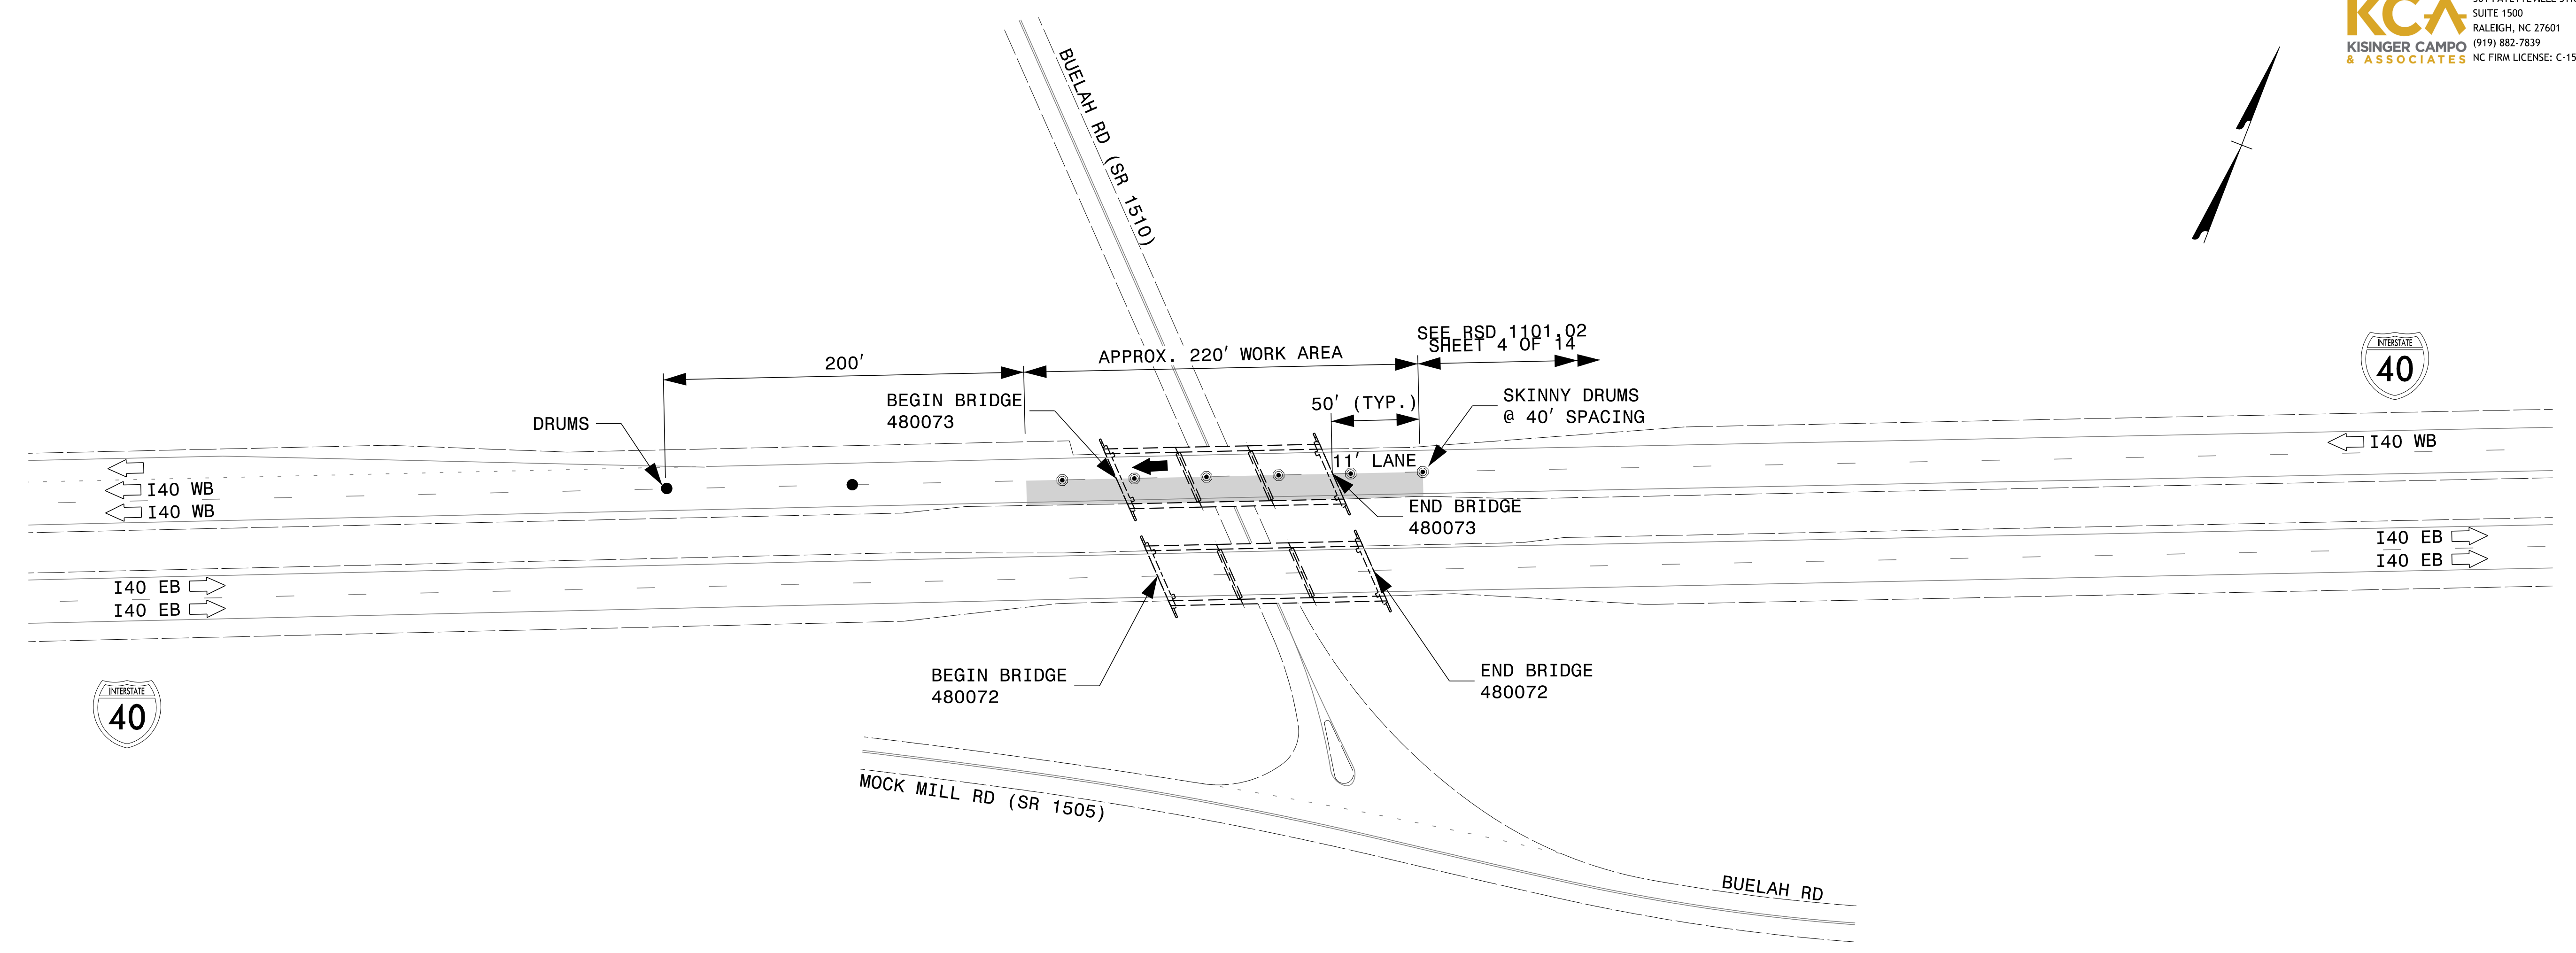 KCA
KISINGER CAMPO
& ASSOCIATES
SUITE 1500
RALEIGH, NC 27601
(919) 882-7839
NC FIRM LICENSE:
BUELAH RD (SR 1510)
SEE RSD 1101.02
SHEET 4 OF 14
INTERSTATE
40
200'
APPROX. 220' WORK AREA
BEGIN BRIDGE
480073
50' (TYP.)
SKINNY DRUMS
@ 40' SPACING
DRUMS
I40 WB
11' LANE
I40 WB
I40 WB
END BRIDGE
480073
I40 EB
I40 EB
I40 EB
I40 EB
BEGIN BRIDGE
480072
END BRIDGE
480072
INTERSTATE
40
MOCK MILL RD (SR 1505)
BUELAH RD